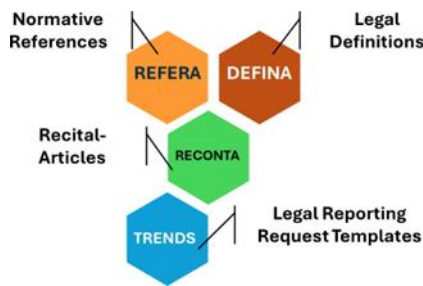 Normative
References
Legal
Definitions
REFERA
DEFINA
Recital-
Articles
RECONTA
TRENDS
Legal Reporting
Request Templates